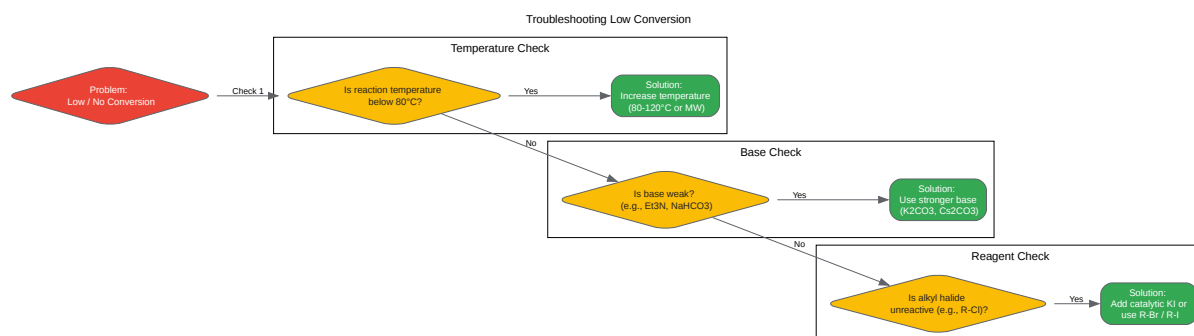 Troubleshooting Low Conversion
Temperature Check
Problem:
Low / No Conversion
Check 1
Is reaction temperature
below 80°C?
Yes
Solution:
Increase temperature
(80-120°C or MW)
No
Base Check
Is base weak?
(e.g., Et3N, NaHCO3)
Yes
Solution:
Use stronger base
(K2CO3, Cs2CO3)
No
Reagent Check
Is alkyl halide
unreactive (e.g., R-Cl)?
Yes
Solution:
Add catalytic KI or
use R-Br / R-I